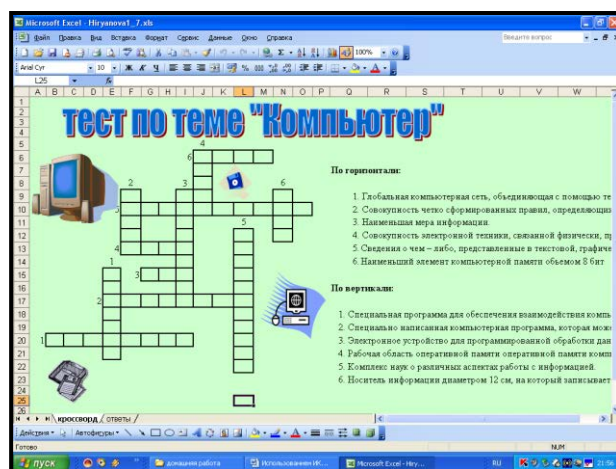 Microsoft Excel - Hiryanova1_7.xls
Файл Правка Вид Вставка Формат Сервис Данные Окно Справка
Введите вопрос
100%
Arial Cyr 10 Ж К Ч
L25 fx
A B C D E F G H I J K L M N O P Q R S T U V W
тест по теме "Компьютер"
По горизонтали:
1. Глобальная компьютерная сеть, объединяющая с помощью те
2. Совокупность четко сформированных правил, определяющих
3. Наименьшая мера информации.
4. Совокупность электронной техники, связанной физически, пр
5. Сведения о чем – либо, представленные в текстовой, графиче
6. Наименьший элемент компьютерной памяти объемом 8 бит
По вертикали:
1. Специальная программа для обеспечения взаимодействия компь
2. Специально написанная компьютерная программа, которая може
3. Электронное устройство для программированной обработки дан
4. Рабочая область оперативной памяти оперативной памяти комп
5. Комплекс наук о различных аспектах работы с информацией.
6. Носитель информации диаметром 12 см, на который записывает
кроссворд / ответы
Действия Автофигуры
Готово NUM
пуск домашняя работа Использованием ИК... Microsoft Excel - Hiry... RU